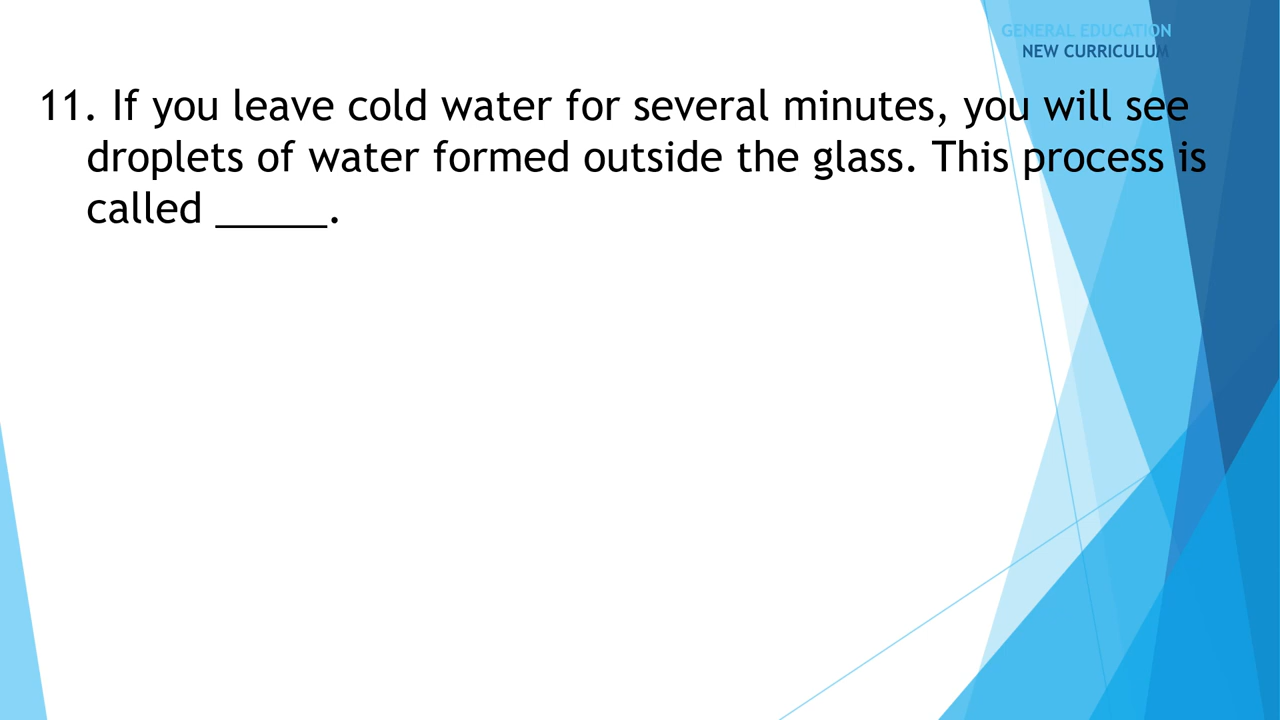 GENERAL EDUCATION
NEW CURRICULUM
11. If you leave cold water for several minutes, you will see
droplets of water formed outside the glass. This process is
called _____.